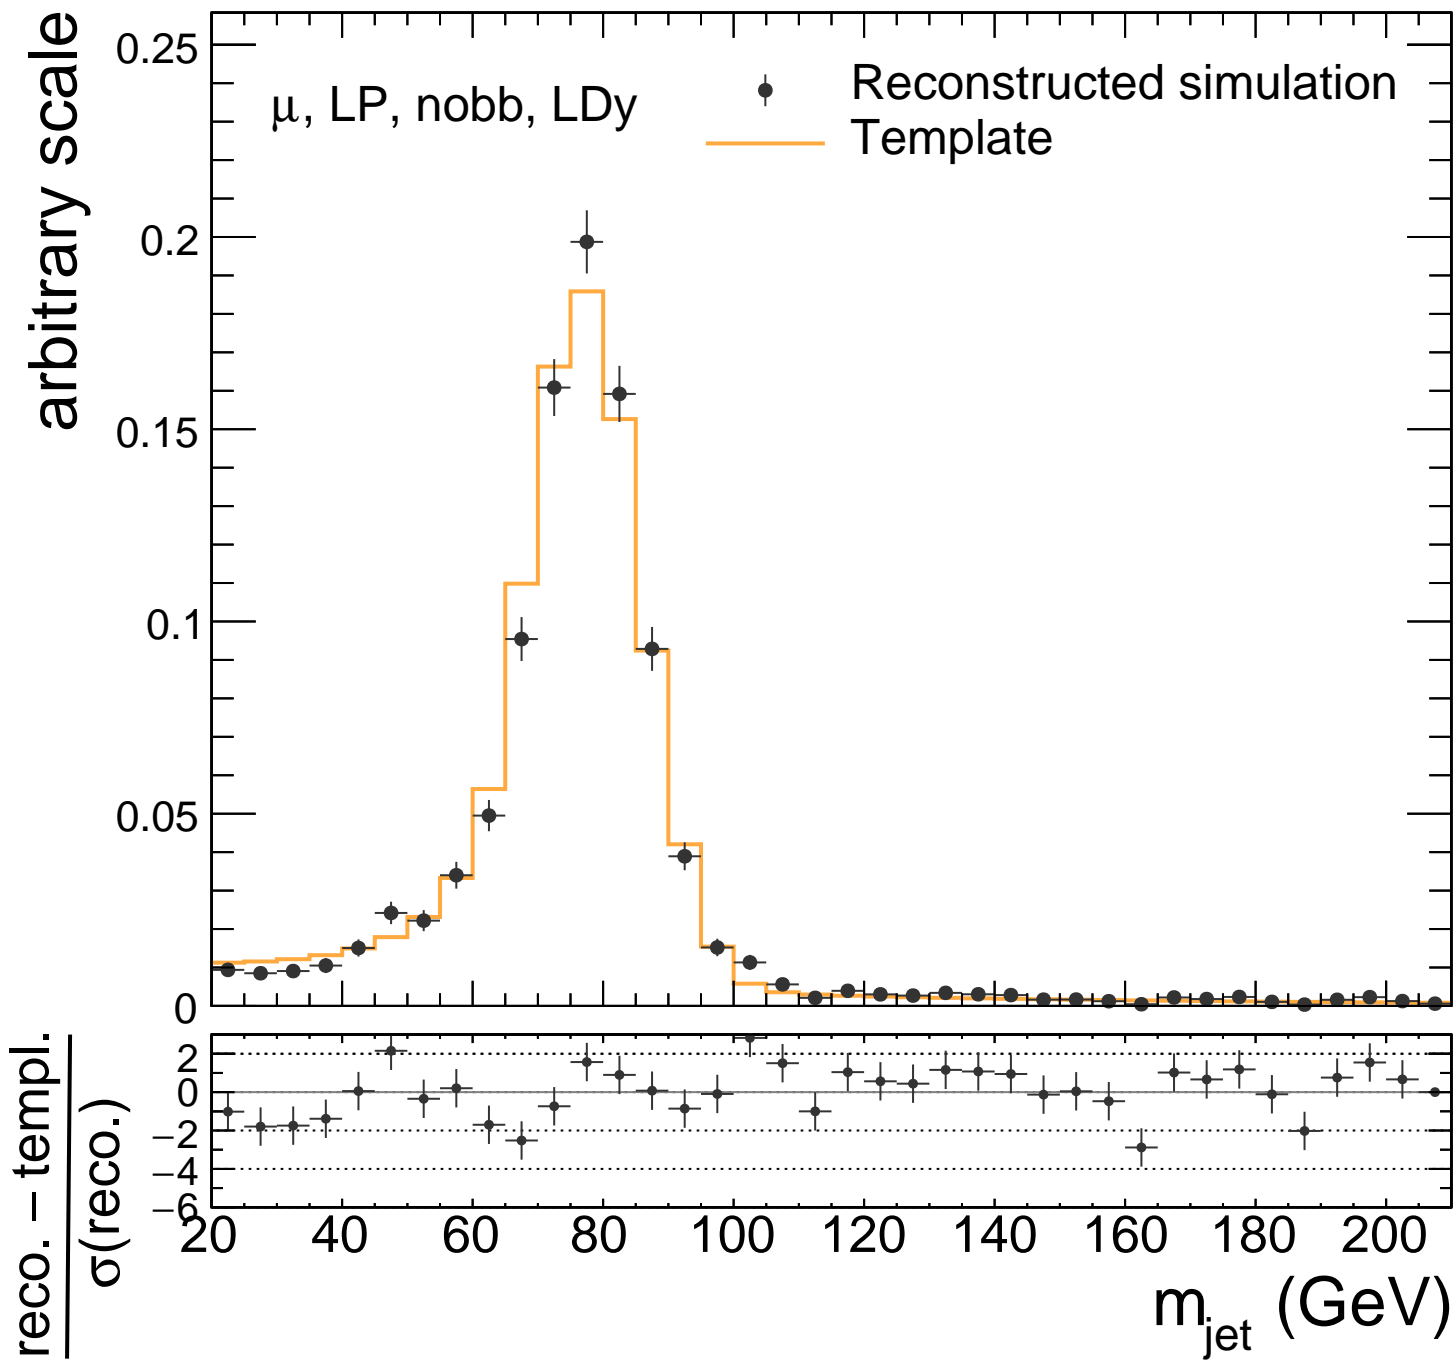 arbitrary scale
0.25
0.2
0.15
0.1
0.05
0
μ, LP, nobb, LDy
Reconstructed simulation
Template
reco. – templ.
σ(reco.)
2
0
−2
−4
−6
20 40 60 80 100 120 140 160 180 200
m_jet (GeV)